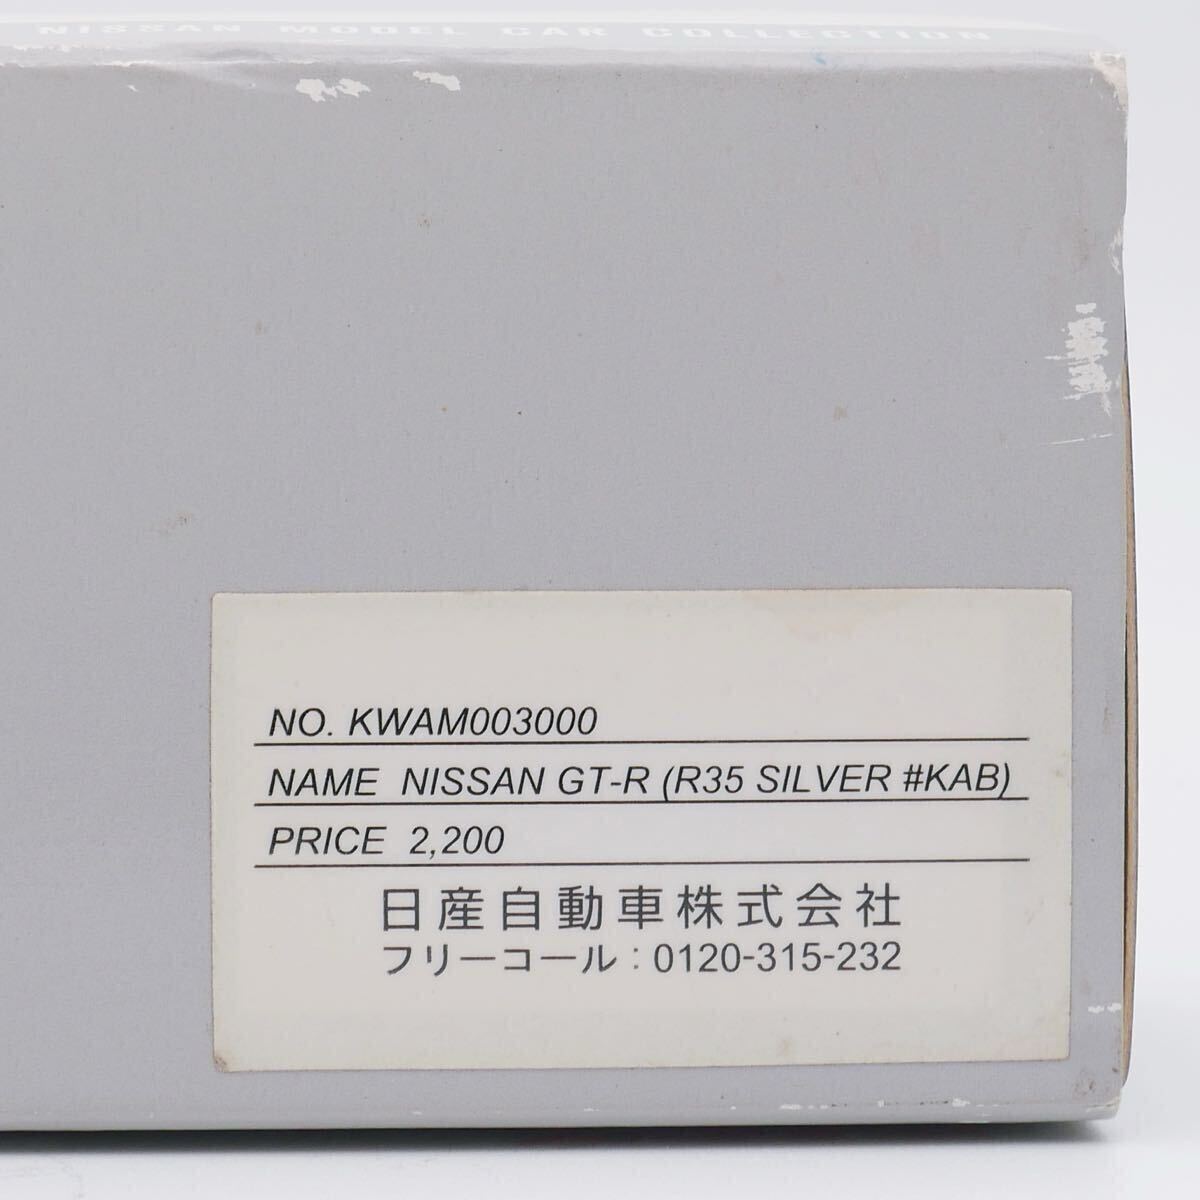 NISSAN MODEL CAR COLLECTION
NO. KWAM003000
NAME NISSAN GT-R (R35 SILVER #KAB)
PRICE 2,200
日産自動車株式会社
フリーコール：0120-315-232